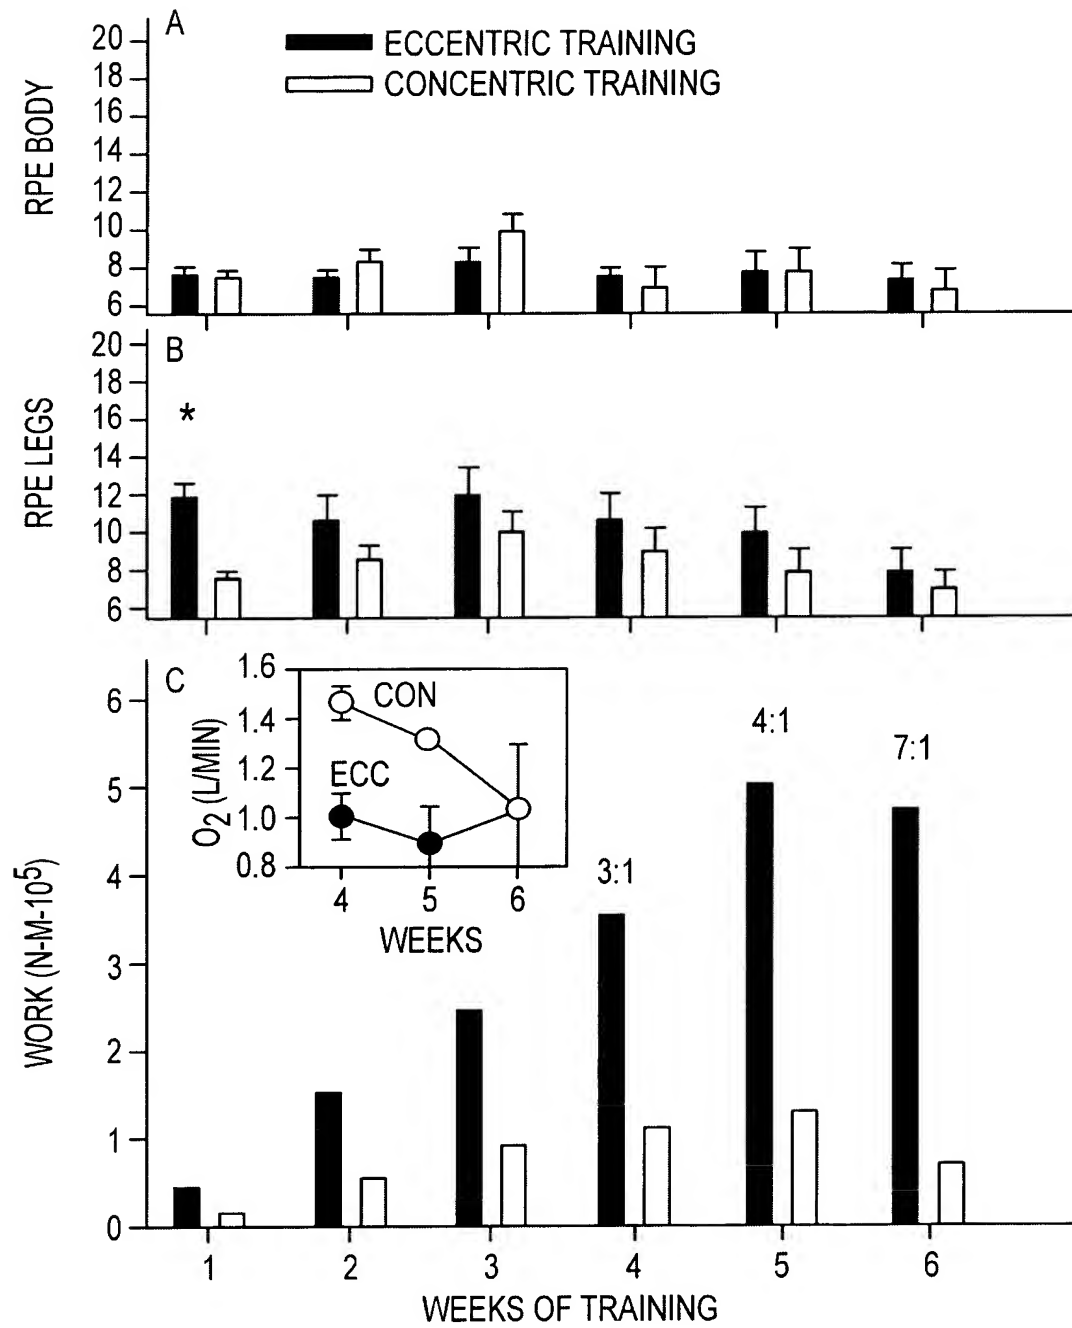 A
ECCENTRIC TRAINING
CONCENTRIC TRAINING
RPE BODY
20
18
16
14
12
10
8
6
B
*
RPE LEGS
20
18
16
14
12
10
8
6
C
WORK (N-M-10⁵)
6
5
4
3
2
1
0
O₂ (L/MIN)
1.6
1.4
1.2
1.0
0.8
CON
ECC
4 5 6
WEEKS
3:1
4:1
7:1
1 2 3 4 5 6
WEEKS OF TRAINING